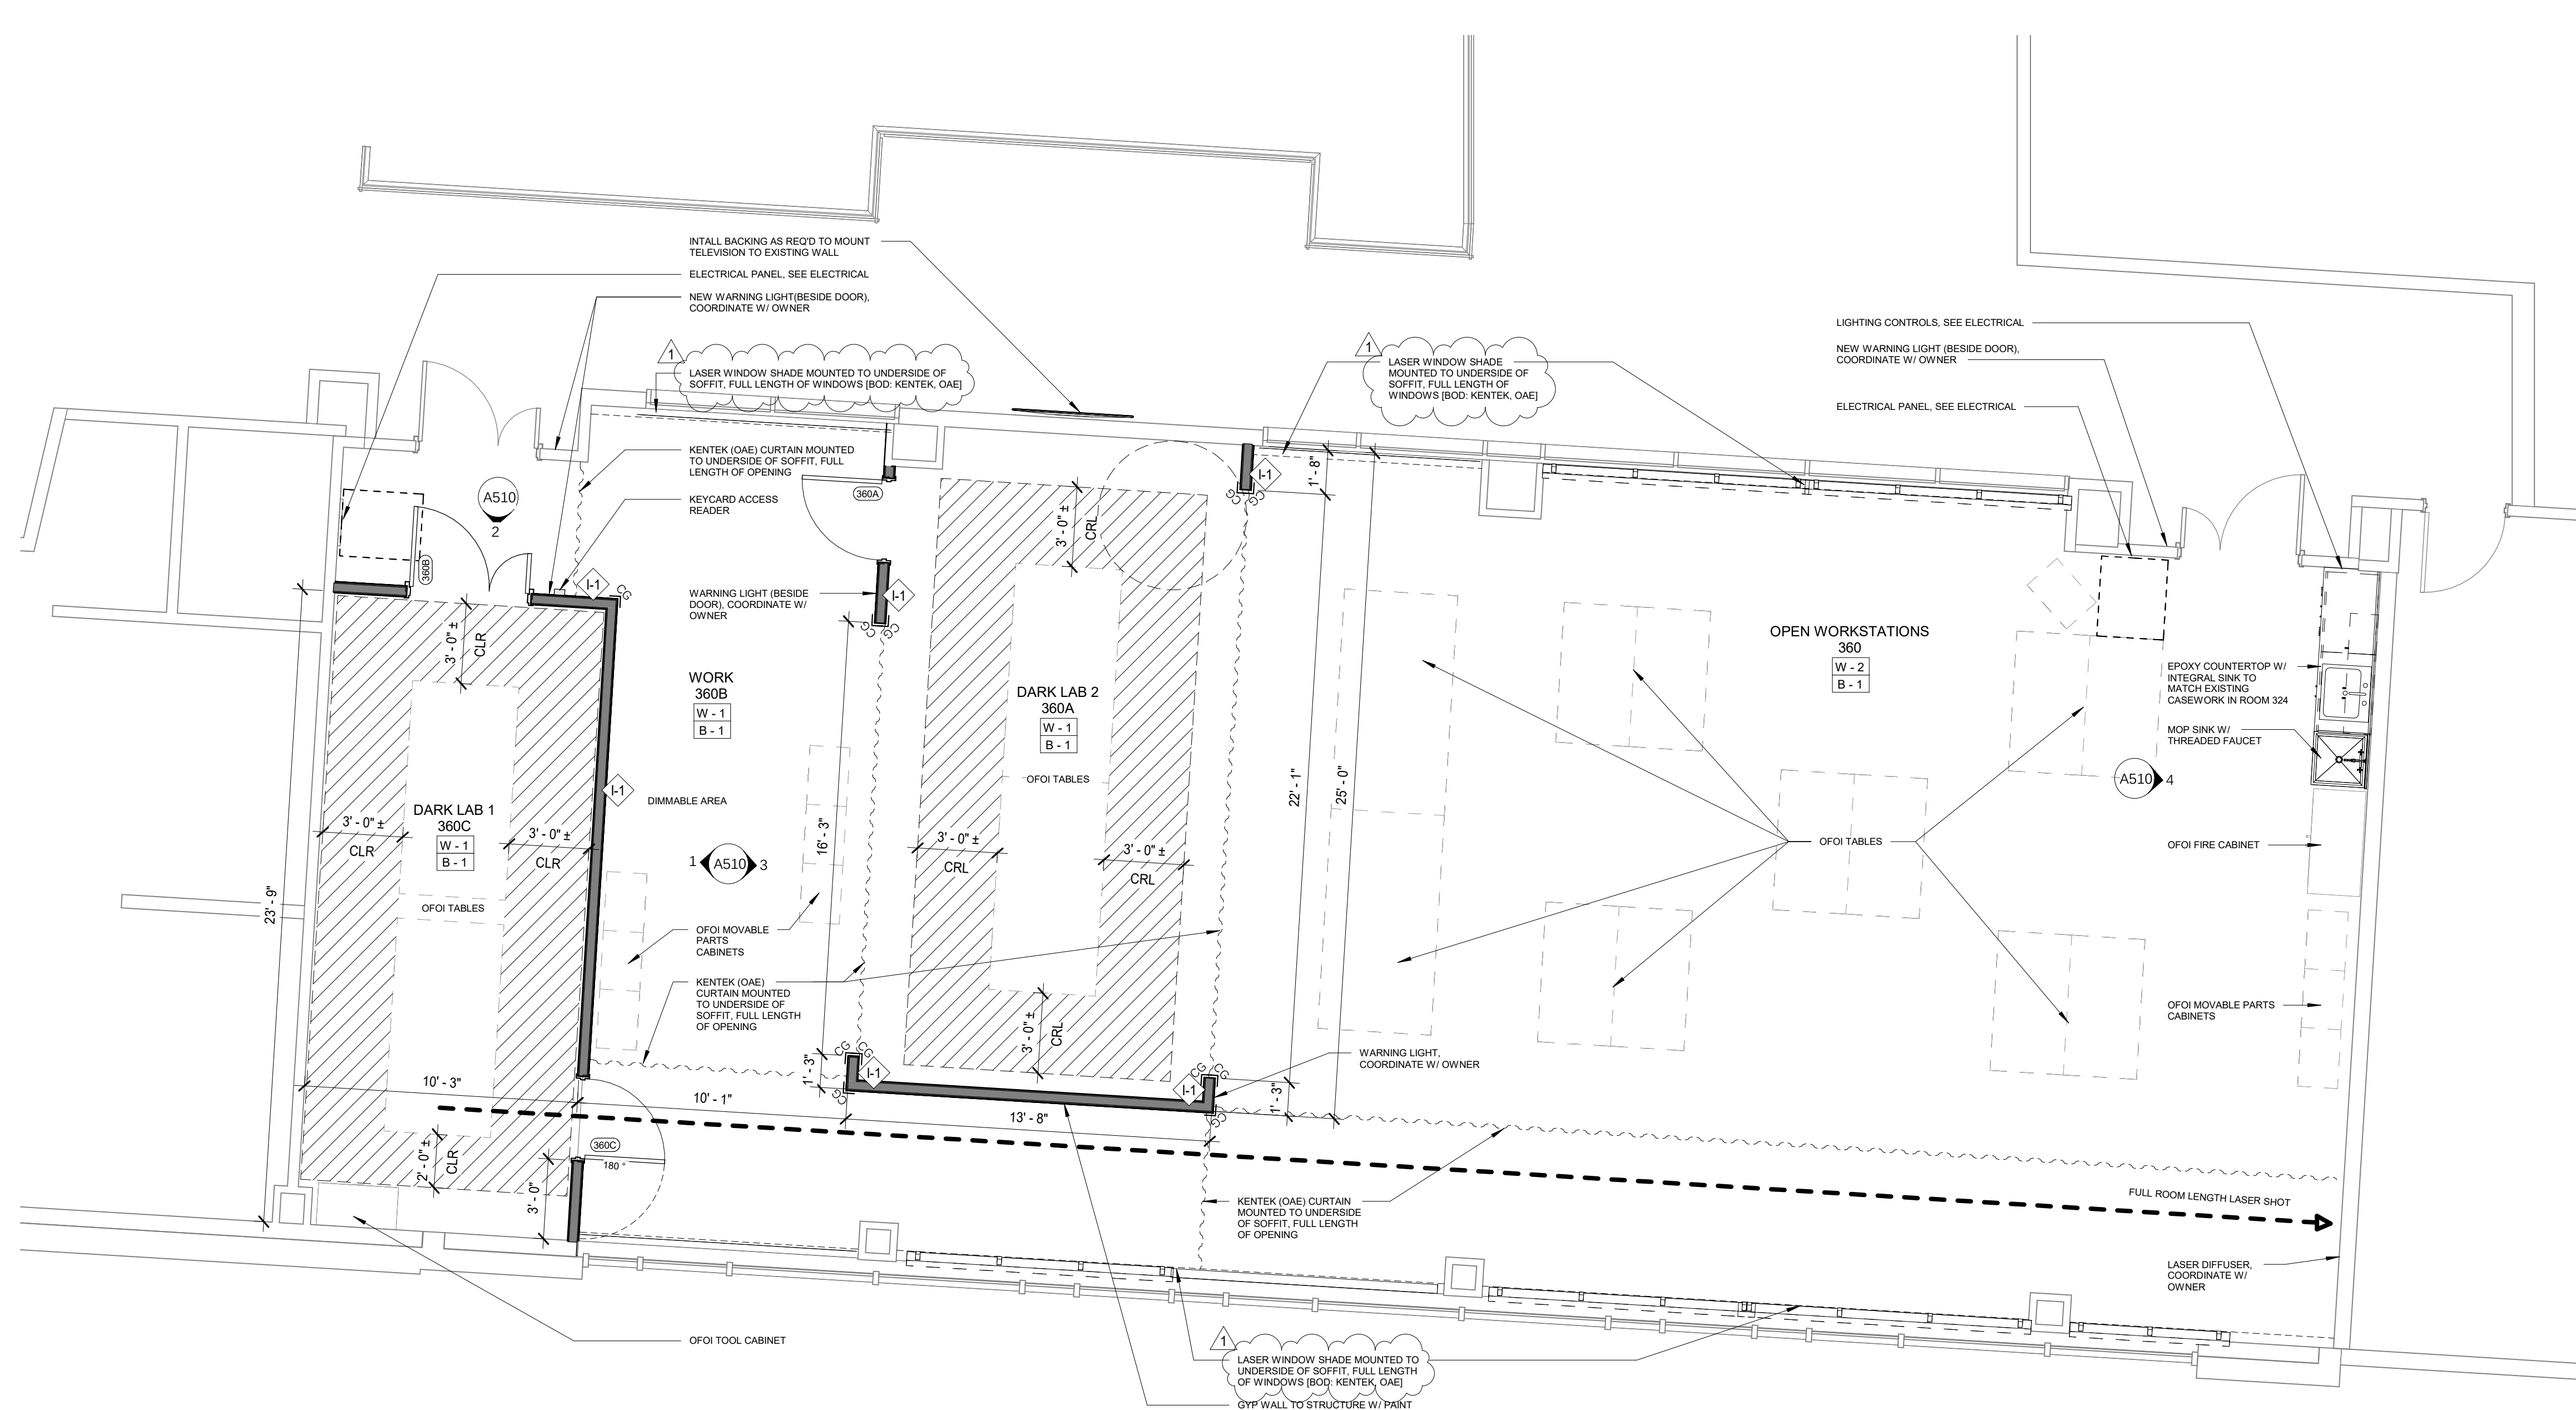 INTALL BACKING AS REQ'D TO MOUNT
TELEVISION TO EXISTING WALL
ELECTRICAL PANEL, SEE ELECTRICAL
NEW WARNING LIGHT(BESIDE DOOR),
COORDINATE W/ OWNER
1
LASER WINDOW SHADE MOUNTED TO UNDERSIDE OF
SOFFIT, FULL LENGTH OF WINDOWS [BOD: KENTEK, OAE]
1
LASER WINDOW SHADE
MOUNTED TO UNDERSIDE OF
SOFFIT, FULL LENGTH OF
WINDOWS [BOD: KENTEK, OAE]
LIGHTING CONTROLS, SEE ELECTRICAL
NEW WARNING LIGHT (BESIDE DOOR),
COORDINATE W/ OWNER
ELECTRICAL PANEL, SEE ELECTRICAL
KENTEK (OAE) CURTAIN MOUNTED
TO UNDERSIDE OF SOFFIT, FULL
LENGTH OF OPENING
KEYCARD ACCESS
READER
360A
A510
2
360B
I-1
CG
WARNING LIGHT (BESIDE
DOOR), COORDINATE W/
OWNER
I-1
CG
CG
I-1
CG
CG
1' - 8"
3' - 0" ±
CRL
3' - 0" ±
CLR
WORK
360B
W - 1
B - 1
DARK LAB 2
360A
W - 1
B - 1
OFOI TABLES
OPEN WORKSTATIONS
360
W - 2
B - 1
EPOXY COUNTERTOP W/
INTEGRAL SINK TO
MATCH EXISTING
CASEWORK IN ROOM 324
MOP SINK W/
THREADED FAUCET
A510
4
I-1
DIMMABLE AREA
DARK LAB 1
360C
W - 1
B - 1
3' - 0" ±
CLR
3' - 0" ±
CLR
OFOI TABLES
23' - 9"
1
A510
3
16' - 3"
3' - 0" ±
CRL
3' - 0" ±
CRL
22' - 1"
25' - 0"
OFOI TABLES
OFOI FIRE CABINET
OFOI MOVABLE
PARTS
CABINETS
KENTEK (OAE)
CURTAIN MOUNTED
TO UNDERSIDE OF
SOFFIT, FULL LENGTH
OF OPENING
3' - 0" ±
CRL
OFOI MOVABLE PARTS
CABINETS
WARNING LIGHT,
COORDINATE W/ OWNER
CG
CG
I-1
CG
1' - 3"
CG
CG
I-1
CG
1' - 3"
10' - 3"
10' - 1"
13' - 8"
360C
180 °
2' - 0" ±
CLR
3' - 0"
KENTEK (OAE) CURTAIN
MOUNTED TO UNDERSIDE
OF SOFFIT, FULL LENGTH
OF OPENING
FULL ROOM LENGTH LASER SHOT
LASER DIFFUSER,
COORDINATE W/
OWNER
OFOI TOOL CABINET
1
LASER WINDOW SHADE MOUNTED TO
UNDERSIDE OF SOFFIT, FULL LENGTH
OF WINDOWS [BOD: KENTEK, OAE]
GYP WALL TO STRUCTURE W/ PAINT